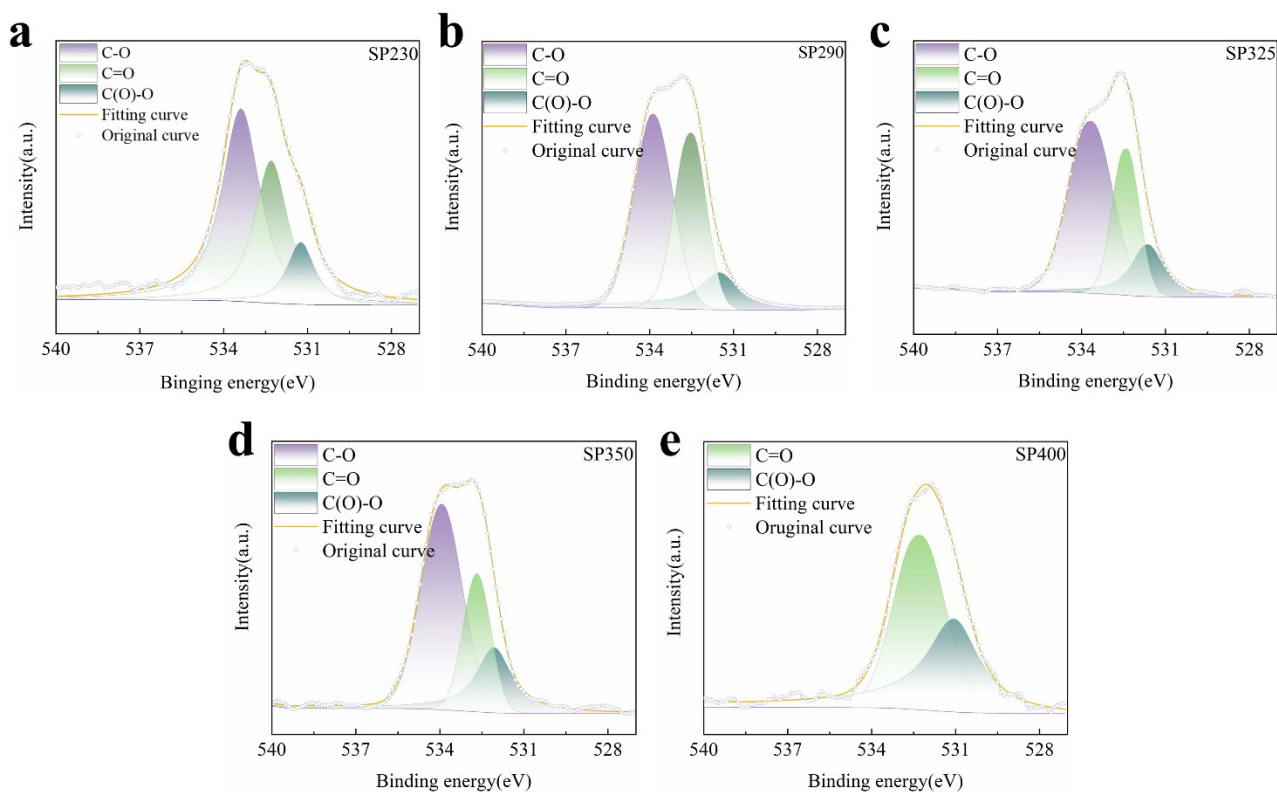 a
C-O
C=O
C(O)-O
Fitting curve
Original curve
SP230
Intensity(a.u.)
540 537 534 531 528
Binging energy(eV)
b
C-O
C=O
C(O)-O
Fitting curve
Original curve
SP290
Intensity(a.u.)
540 537 534 531 528
Binding energy(eV)
c
C-O
C=O
C(O)-O
Fitting curve
Original curve
SP325
Intensity(a.u.)
540 537 534 531 528
Binding energy(eV)
d
C-O
C=O
C(O)-O
Fitting curve
Original curve
SP350
Intensity(a.u.)
540 537 534 531 528
Binding energy(eV)
e
C=O
C(O)-O
Fitting curve
Oruginal curve
SP400
Intensity(a.u.)
540 537 534 531 528
Binding energy(eV)